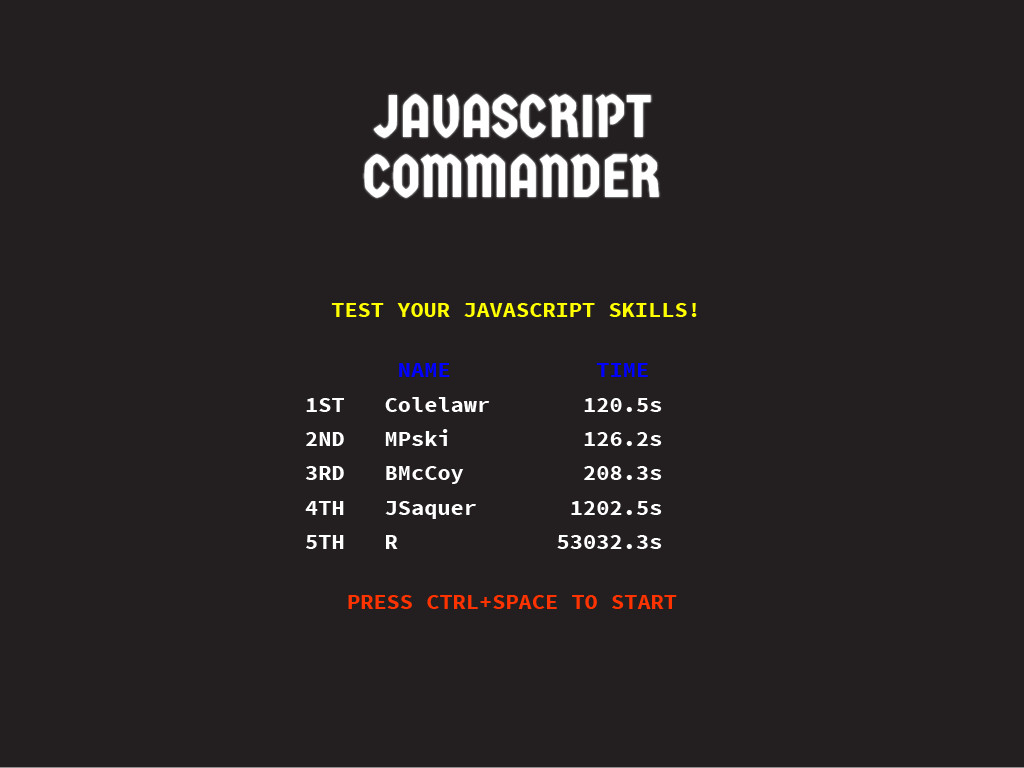 JAVASCRIPT
COMMANDER
TEST YOUR JAVASCRIPT SKILLS!
NAME TIME
1ST Colelawr 120.5s
2ND MPski 126.2s
3RD BMcCoy 208.3s
4TH JSaquer 1202.5s
5TH R 53032.3s
PRESS CTRL+SPACE TO START